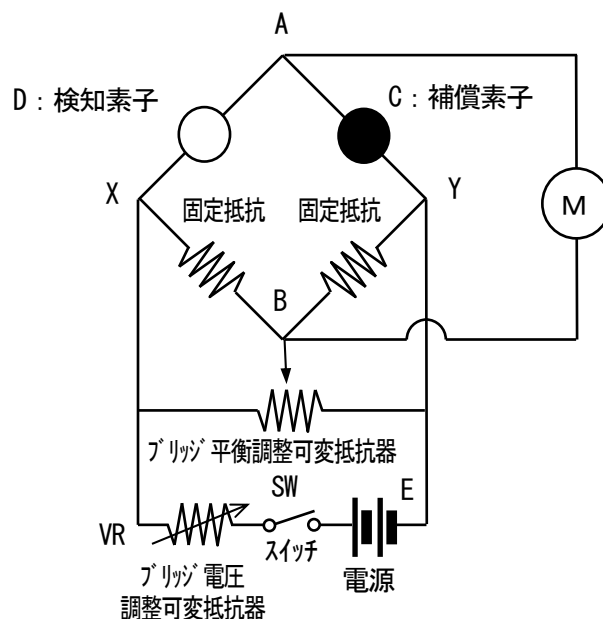 A
D：検知素子
C：補償素子
X
Y
固定抵抗
固定抵抗
M
B
ﾌﾞﾘｯｼﾞ平衡調整可変抵抗器
SW
E
VR
ｽｲｯﾁ
電源
ﾌﾞﾘｯｼﾞ電圧
調整可変抵抗器